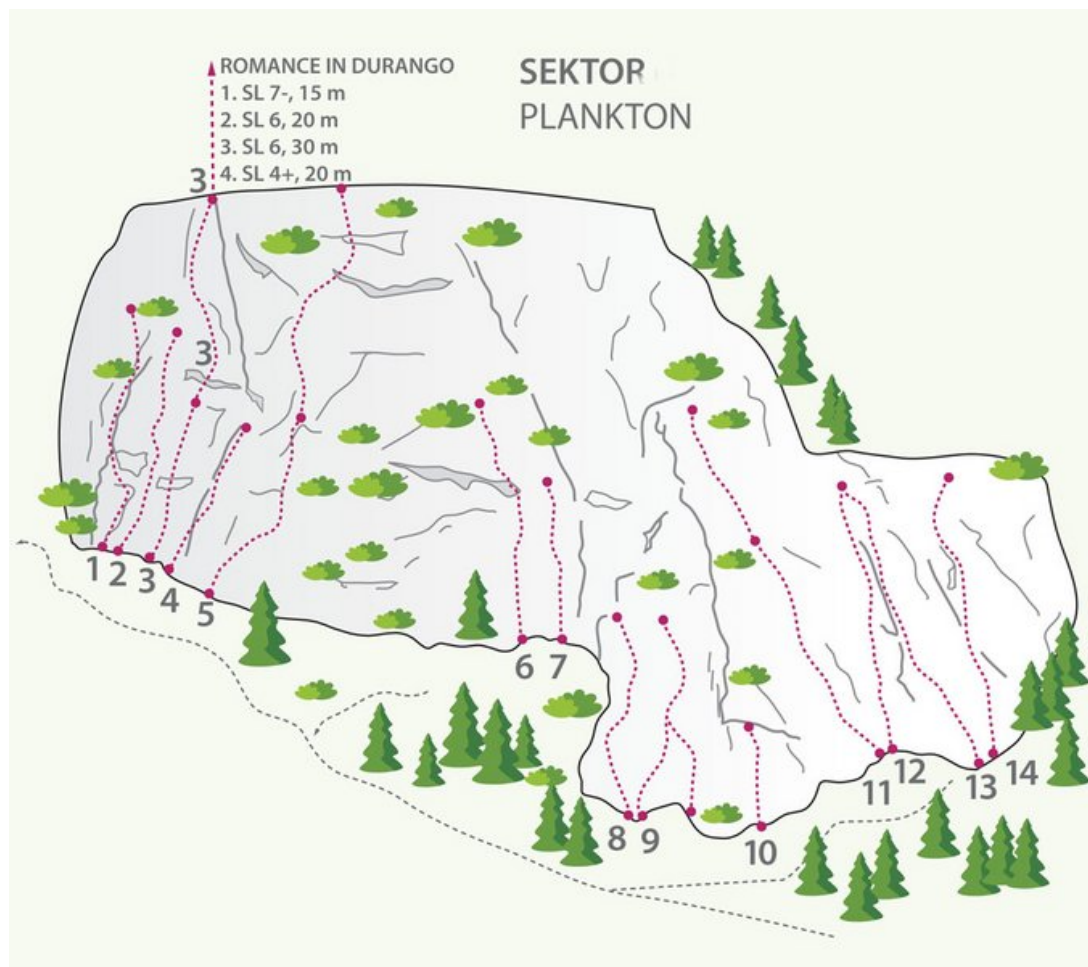 ROMANCE IN DURANGO
1. SL 7-, 15 m
2. SL 6, 20 m
3. SL 6, 30 m
4. SL 4+, 20 m
SEKTOR
PLANKTON
3
3
1
2
3
4
5
6
7
8
9
10
11
12
13
14